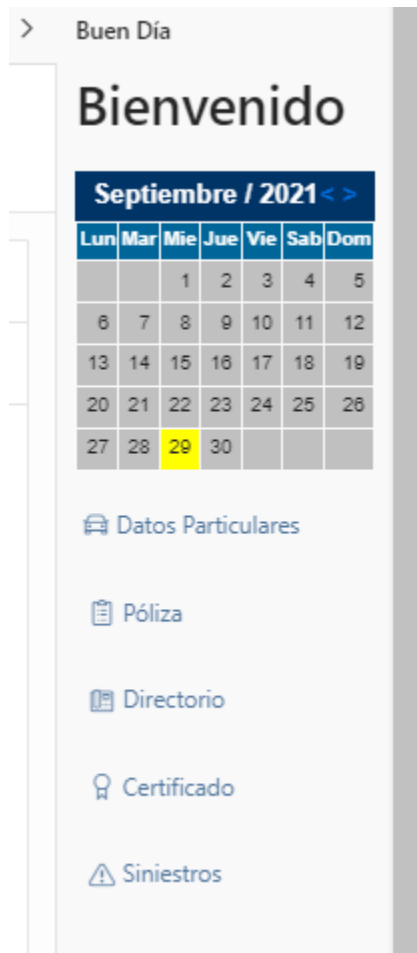 Buen Día
Bienvenido
Septiembre / 2021 < >
Lun Mar Mie Jue Vie Sab Dom
1 2 3 4 5
6 7 8 9 10 11 12
13 14 15 16 17 18 19
20 21 22 23 24 25 26
27 28 29 30
Datos Particulares
Póliza
Directorio
Certificado
Siniestros